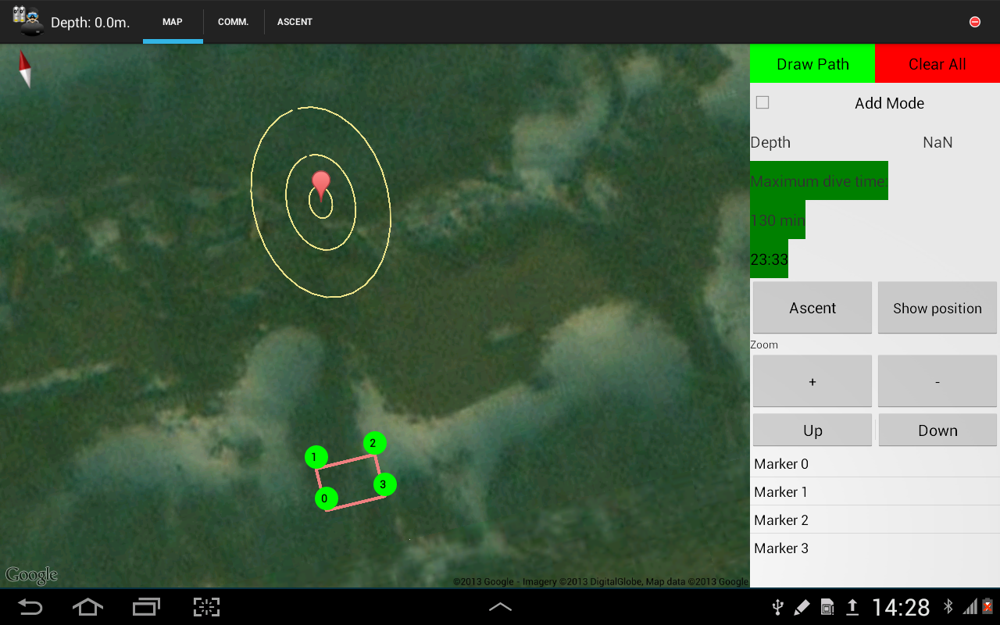 Depth: 0.0m.
MAP
COMM.
ASCENT
Draw Path
Clear All
Add Mode
Depth NaN
Maximum dive time:
130 min
23:33
Ascent
Show position
Zoom
+
-
Up
Down
Marker 0
Marker 1
Marker 2
Marker 3
1
2
3
0
Google
©2013 Google - Imagery ©2013 DigitalGlobe, Map data ©2013 Google
14:28